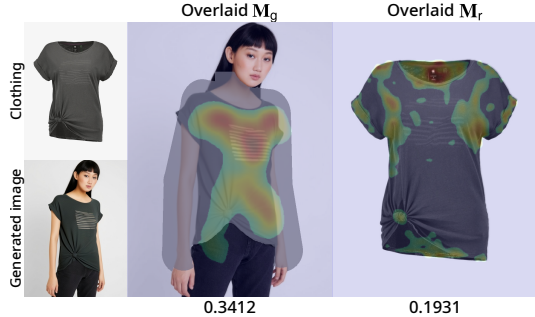 Overlaid M_g
Overlaid M_r
Clothing
Generated image
0.3412
0.1931